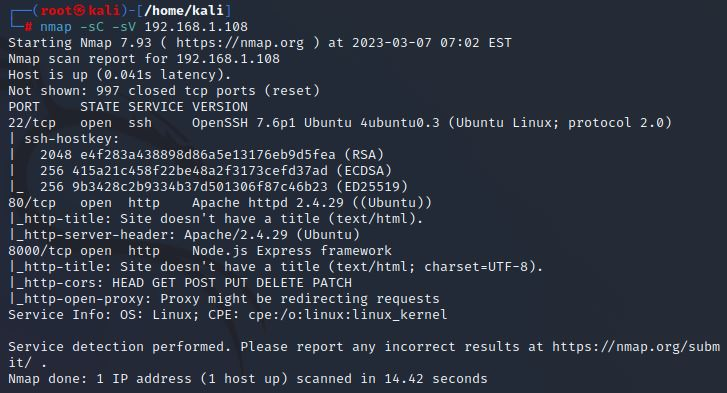 ┌──(root㉿kali)-[/home/kali]
└─# nmap -sC -sV 192.168.1.108
Starting Nmap 7.93 ( https://nmap.org ) at 2023-03-07 07:02 EST
Nmap scan report for 192.168.1.108
Host is up (0.041s latency).
Not shown: 997 closed tcp ports (reset)
PORT     STATE SERVICE VERSION
22/tcp   open  ssh     OpenSSH 7.6p1 Ubuntu 4ubuntu0.3 (Ubuntu Linux; protocol 2.0)
| ssh-hostkey:
|   2048 e4f283a438898d86a5e13176eb9d5fea (RSA)
|   256 415a21c458f22be48a2f3173cefd37ad (ECDSA)
|_  256 9b3428c2b9334b37d501306f87c46b23 (ED25519)
80/tcp   open  http    Apache httpd 2.4.29 ((Ubuntu))
|_http-title: Site doesn't have a title (text/html).
|_http-server-header: Apache/2.4.29 (Ubuntu)
8000/tcp open  http    Node.js Express framework
|_http-title: Site doesn't have a title (text/html; charset=UTF-8).
|_http-cors: HEAD GET POST PUT DELETE PATCH
|_http-open-proxy: Proxy might be redirecting requests
Service Info: OS: Linux; CPE: cpe:/o:linux:linux_kernel

Service detection performed. Please report any incorrect results at https://nmap.org/subm
it/ .
Nmap done: 1 IP address (1 host up) scanned in 14.42 seconds